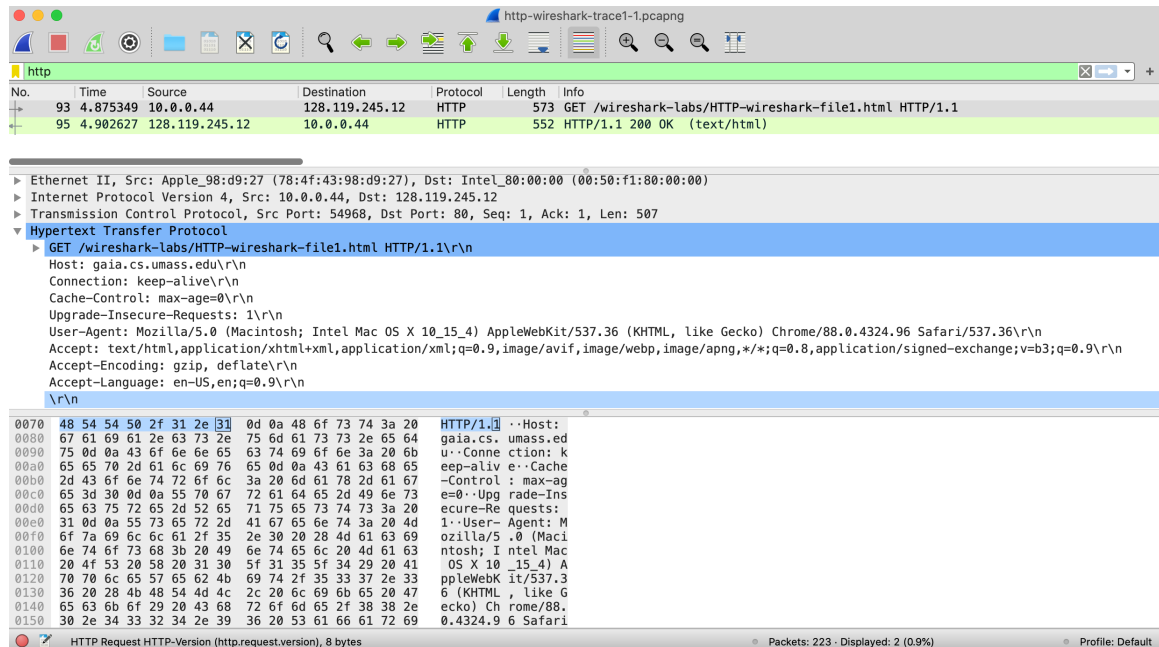 http-wireshark-trace1-1.pcapng
http
No. Time Source Destination Protocol Length Info
93 4.875349 10.0.0.44 128.119.245.12 HTTP 573 GET /wireshark-labs/HTTP-wireshark-file1.html HTTP/1.1
95 4.902627 128.119.245.12 10.0.0.44 HTTP 552 HTTP/1.1 200 OK (text/html)
Ethernet II, Src: Apple_98:d9:27 (78:4f:43:98:d9:27), Dst: Intel_80:00:00 (00:50:f1:80:00:00)
Internet Protocol Version 4, Src: 10.0.0.44, Dst: 128.119.245.12
Transmission Control Protocol, Src Port: 54968, Dst Port: 80, Seq: 1, Ack: 1, Len: 507
Hypertext Transfer Protocol
GET /wireshark-labs/HTTP-wireshark-file1.html HTTP/1.1\r\n
Host: gaia.cs.umass.edu\r\n
Connection: keep-alive\r\n
Cache-Control: max-age=0\r\n
Upgrade-Insecure-Requests: 1\r\n
User-Agent: Mozilla/5.0 (Macintosh; Intel Mac OS X 10_15_4) AppleWebKit/537.36 (KHTML, like Gecko) Chrome/88.0.4324.96 Safari/537.36\r\n
Accept: text/html,application/xhtml+xml,application/xml;q=0.9,image/avif,image/webp,image/apng,*/*;q=0.8,application/signed-exchange;v=b3;q=0.9\r\n
Accept-Encoding: gzip, deflate\r\n
Accept-Language: en-US,en;q=0.9\r\n
\r\n
0070 48 54 54 50 2f 31 2e 31 0d 0a 48 6f 73 74 3a 20 HTTP/1.1 ··Host:
0080 67 61 69 61 2e 63 73 2e 75 6d 61 73 73 2e 65 64 gaia.cs. umass.ed
0090 75 0d 0a 43 6f 6e 6e 65 63 74 69 6f 6e 3a 20 6b u··Conne ction: k
00a0 65 65 70 2d 61 6c 69 76 65 0d 0a 43 61 63 68 65 eep-aliv e··Cache
00b0 2d 43 6f 6e 74 72 6f 6c 3a 20 6d 61 78 2d 61 67 -Control : max-ag
00c0 65 3d 30 0d 0a 55 70 67 72 61 64 65 2d 49 6e 73 e=0··Upg rade-Ins
00d0 65 63 75 72 65 2d 52 65 71 75 65 73 74 73 3a 20 ecure-Re quests:
00e0 31 0d 0a 55 73 65 72 2d 41 67 65 6e 74 3a 20 4d 1··User- Agent: M
00f0 6f 7a 69 6c 6c 61 2f 35 2e 30 20 28 4d 61 63 69 ozilla/5 .0 (Maci
0100 6e 74 6f 73 68 3b 20 49 6e 74 65 6c 20 4d 61 63 ntosh; I ntel Mac
0110 20 4f 53 20 58 20 31 30 5f 31 35 5f 34 29 20 41 OS X 10 _15_4) A
0120 70 70 6c 65 57 65 62 4b 69 74 2f 35 33 37 2e 33 ppleWebK it/537.3
0130 36 20 28 4b 48 54 4d 4c 2c 20 6c 69 6b 65 20 47 6 (KHTML , like G
0140 65 63 6b 6f 29 20 43 68 72 6f 6d 65 2f 38 38 2e ecko) Ch rome/88.
0150 30 2e 34 33 32 34 2e 39 36 20 53 61 66 61 72 69 0.4324.9 6 Safari
HTTP Request HTTP-Version (http.request.version), 8 bytes Packets: 223 · Displayed: 2 (0.9%) Profile: Default